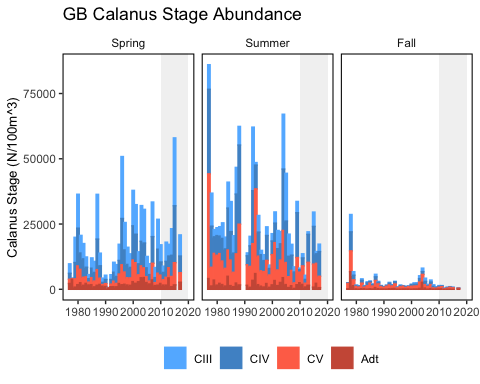 GB Calanus Stage Abundance
Spring Summer Fall
Calanus Stage (N/100m^3)
75000
50000
25000
0
1980 1990 2000 2010 2020 1980 1990 2000 2010 2020 1980 1990 2000 2010 2020
CIII CIV CV Adt